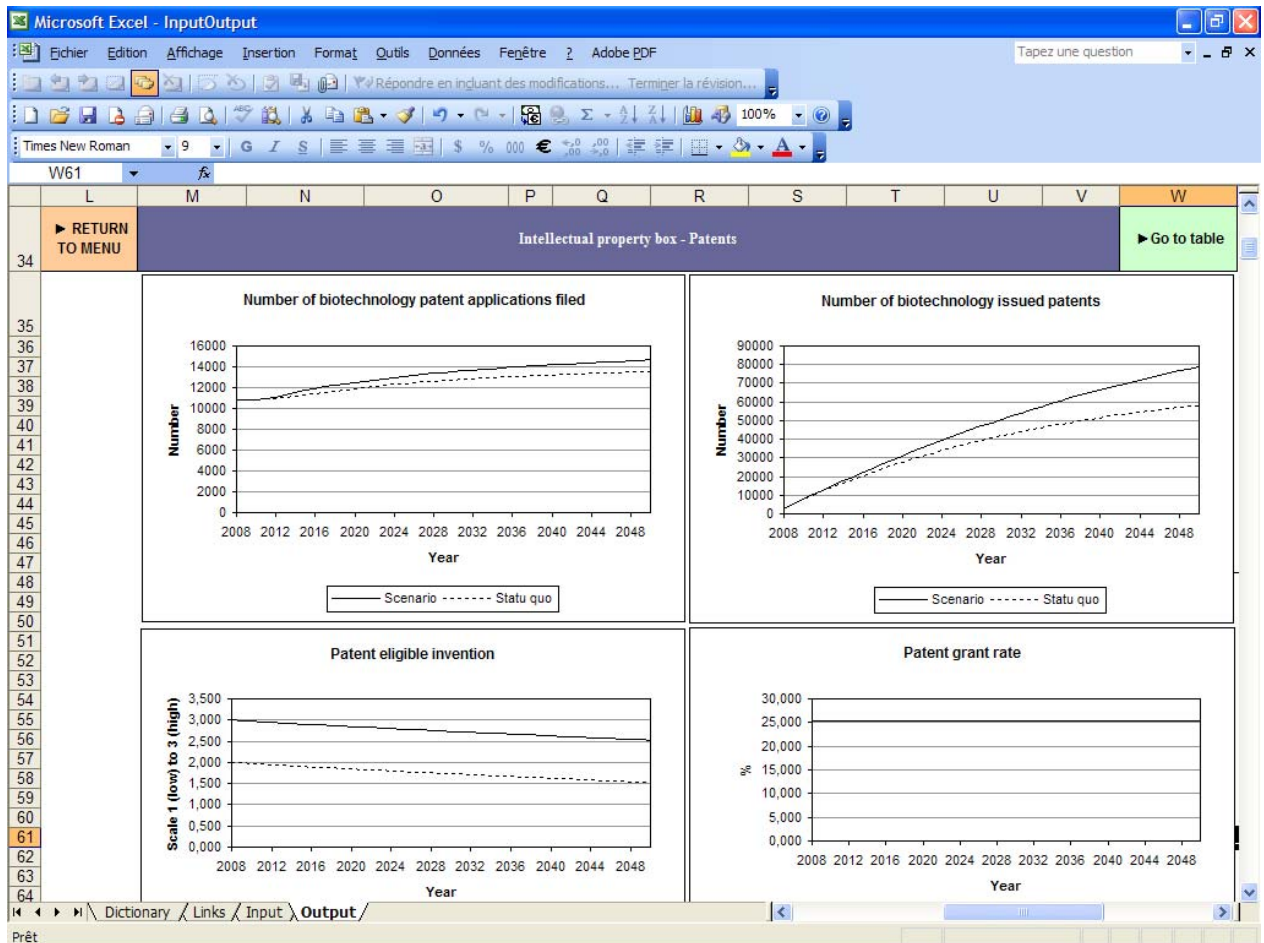 Microsoft Excel - InputOutput
Fichier Edition Affichage Insertion Format Outils Données Fenêtre ? Adobe PDF Tapez une question
Répondre en incluant des modifications... Terminer la révision...
100%
Times New Roman 9 G I S $ % 000 €
W61 fx
L M N O P Q R S T U V W
34 ► RETURN TO MENU Intellectual property box - Patents ►Go to table
35
36
37
38
39
40
41
42
43
44
45
46
47
48
49
50
51
52
53
54
55
56
57
58
59
60
61
62
63
64
Number of biotechnology patent applications filed
Number
16000
14000
12000
10000
8000
6000
4000
2000
0
2008 2012 2016 2020 2024 2028 2032 2036 2040 2044 2048
Year
Scenario Statu quo
Number of biotechnology issued patents
Number
90000
80000
70000
60000
50000
40000
30000
20000
10000
0
2008 2012 2016 2020 2024 2028 2032 2036 2040 2044 2048
Year
Scenario Statu quo
Patent eligible invention
Scale 1 (low) to 3 (high)
3,500
3,000
2,500
2,000
1,500
1,000
0,500
0,000
2008 2012 2016 2020 2024 2028 2032 2036 2040 2044 2048
Year
Patent grant rate
%
30,000
25,000
20,000
15,000
10,000
5,000
0,000
2008 2012 2016 2020 2024 2028 2032 2036 2040 2044 2048
Year
Dictionary Links Input Output
Prêt